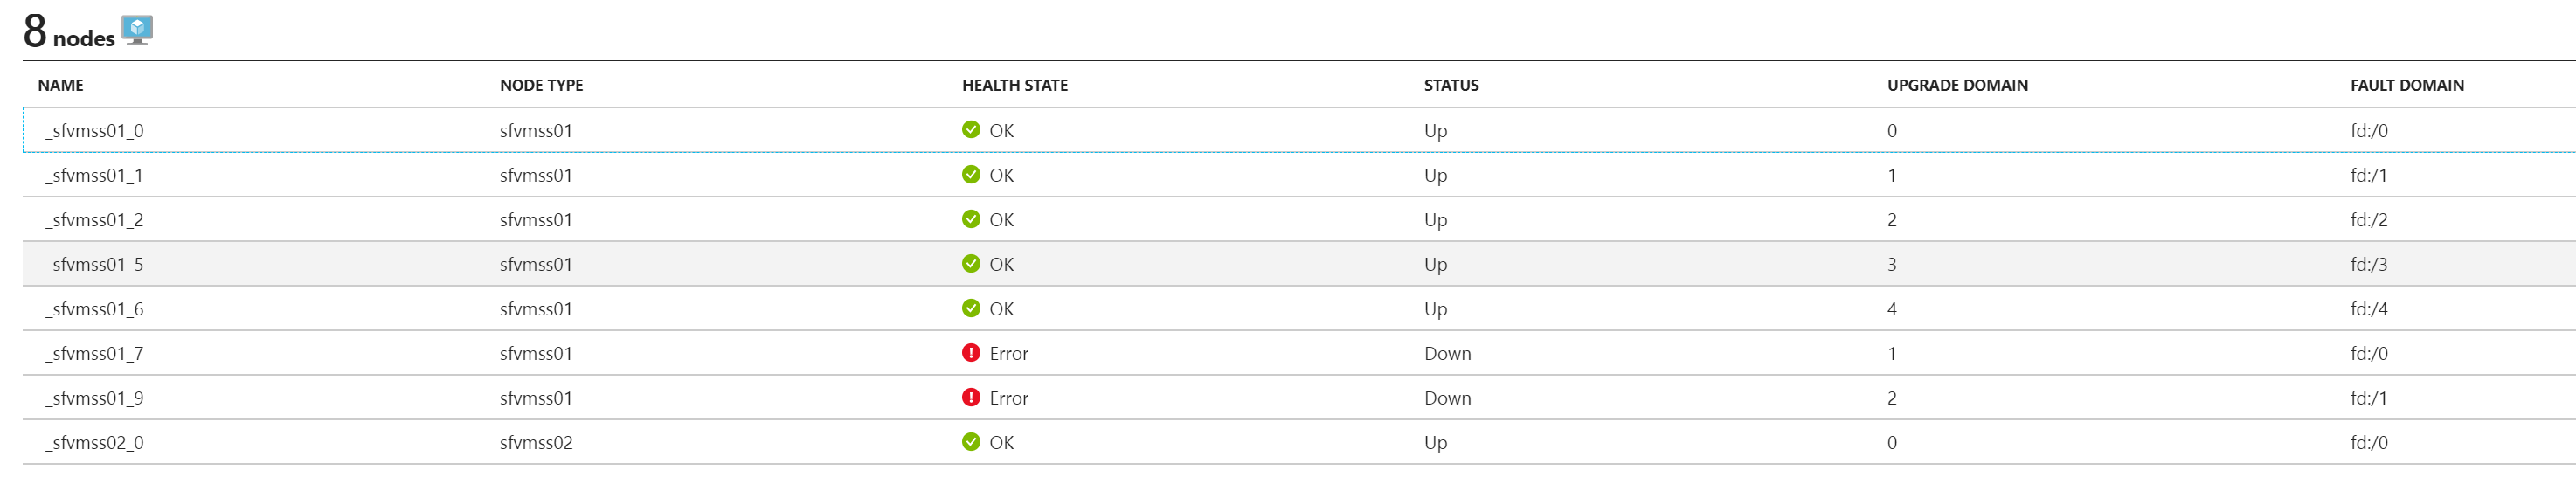 8 nodes
NAME NODE TYPE HEALTH STATE STATUS UPGRADE DOMAIN FAULT DOMAIN
_sfvmss01_0 sfvmss01 OK Up 0 fd:/0
_sfvmss01_1 sfvmss01 OK Up 1 fd:/1
_sfvmss01_2 sfvmss01 OK Up 2 fd:/2
_sfvmss01_5 sfvmss01 OK Up 3 fd:/3
_sfvmss01_6 sfvmss01 OK Up 4 fd:/4
_sfvmss01_7 sfvmss01 Error Down 1 fd:/0
_sfvmss01_9 sfvmss01 Error Down 2 fd:/1
_sfvmss02_0 sfvmss02 OK Up 0 fd:/0